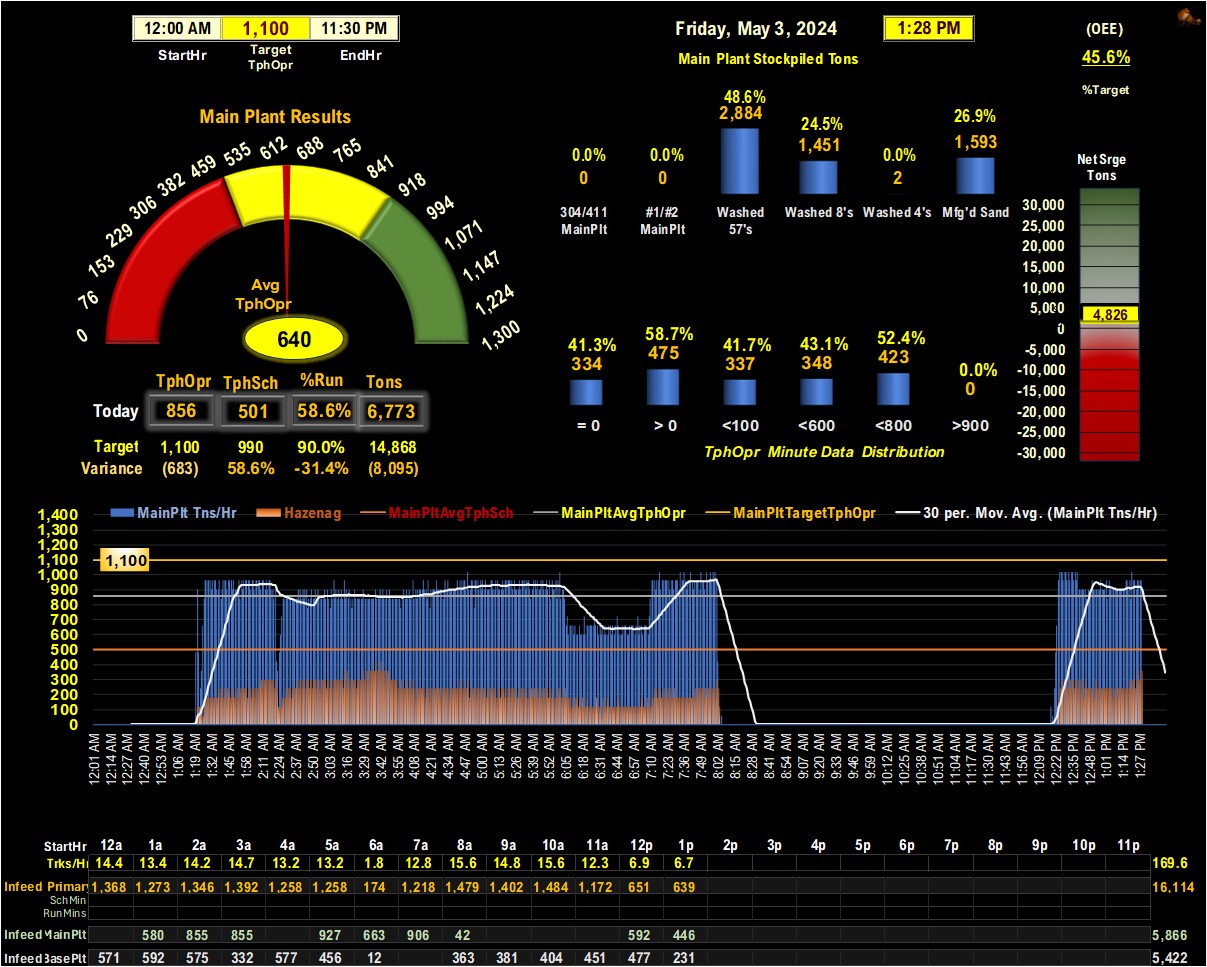 12:00 AM 1,100 11:30 PM
StartHr Target TphOpr EndHr
Friday, May 3, 2024 1:28 PM
Main Plant Stockpiled Tons
(OEE)
45.6%
%Target
Main Plant Results
0 76 153 229 306 382 459 535 612 688 765 841 918 994 1,071 1,147 1,224 1,300
Avg
TphOpr
640
TphOpr TphSch %Run Tons
Today 856 501 58.6% 6,773
Target 1,100 990 90.0% 14,868
Variance (683) 58.6% -31.4% (8,095)
0.0% 0.0% 48.6% 24.5% 0.0% 26.9%
0 0 2,884 1,451 2 1,593
304/411 MainPlt
#1/#2 MainPlt
Washed 57's
Washed 8's
Washed 4's
Mfg'd Sand
41.3% 58.7% 41.7% 43.1% 52.4% 0.0%
334 475 337 348 423 0
= 0 > 0 <100 <600 <800 >900
TphOpr Minute Data Distribution
Net Srge
Tons
30,000
25,000
20,000
15,000
10,000
5,000
4,826
0
-5,000
-10,000
-15,000
-20,000
-25,000
-30,000
MainPlt Tns/Hr Hazenag MainPltAvgTphSch MainPltAvgTphOpr MainPltTargetTphOpr 30 per. Mov. Avg. (MainPlt Tns/Hr)
1,400
1,300
1,200
1,100
1,100
1,000
900
800
700
600
500
400
300
200
100
0
12:01 AM 12:14 AM 12:27 AM 12:40 AM 12:53 AM 1:06 AM 1:19 AM 1:32 AM 1:45 AM 1:58 AM 2:11 AM 2:24 AM 2:37 AM 2:50 AM 3:03 AM 3:16 AM 3:29 AM 3:42 AM 3:55 AM 4:08 AM 4:21 AM 4:34 AM 4:47 AM 5:00 AM 5:13 AM 5:26 AM 5:39 AM 5:52 AM 6:05 AM 6:18 AM 6:31 AM 6:44 AM 6:57 AM 7:10 AM 7:23 AM 7:36 AM 7:49 AM 8:02 AM 8:15 AM 8:28 AM 8:41 AM 8:54 AM 9:07 AM 9:20 AM 9:33 AM 9:46 AM 9:59 AM 10:12 AM 10:25 AM 10:38 AM 10:51 AM 11:04 AM 11:17 AM 11:30 AM 11:43 AM 11:56 AM 12:09 PM 12:22 PM 12:35 PM 12:48 PM 1:01 PM 1:14 PM 1:27 PM
StartHr 12a 1a 2a 3a 4a 5a 6a 7a 8a 9a 10a 11a 12p 1p 2p 3p 4p 5p 6p 7p 8p 9p 10p 11p
Trks/Hr 14.4 13.4 14.2 14.7 13.2 13.2 1.8 12.8 15.6 14.8 15.6 12.3 6.9 6.7 169.6
Infeed Primary 1,368 1,273 1,346 1,392 1,258 1,258 174 1,218 1,479 1,402 1,484 1,172 651 639 16,114
Sch Min
Run Mins
Infeed MainPlt 580 855 855 927 663 906 42 592 446 5,866
Infeed BasePlt 571 592 575 332 577 456 12 363 381 404 451 477 231 5,422